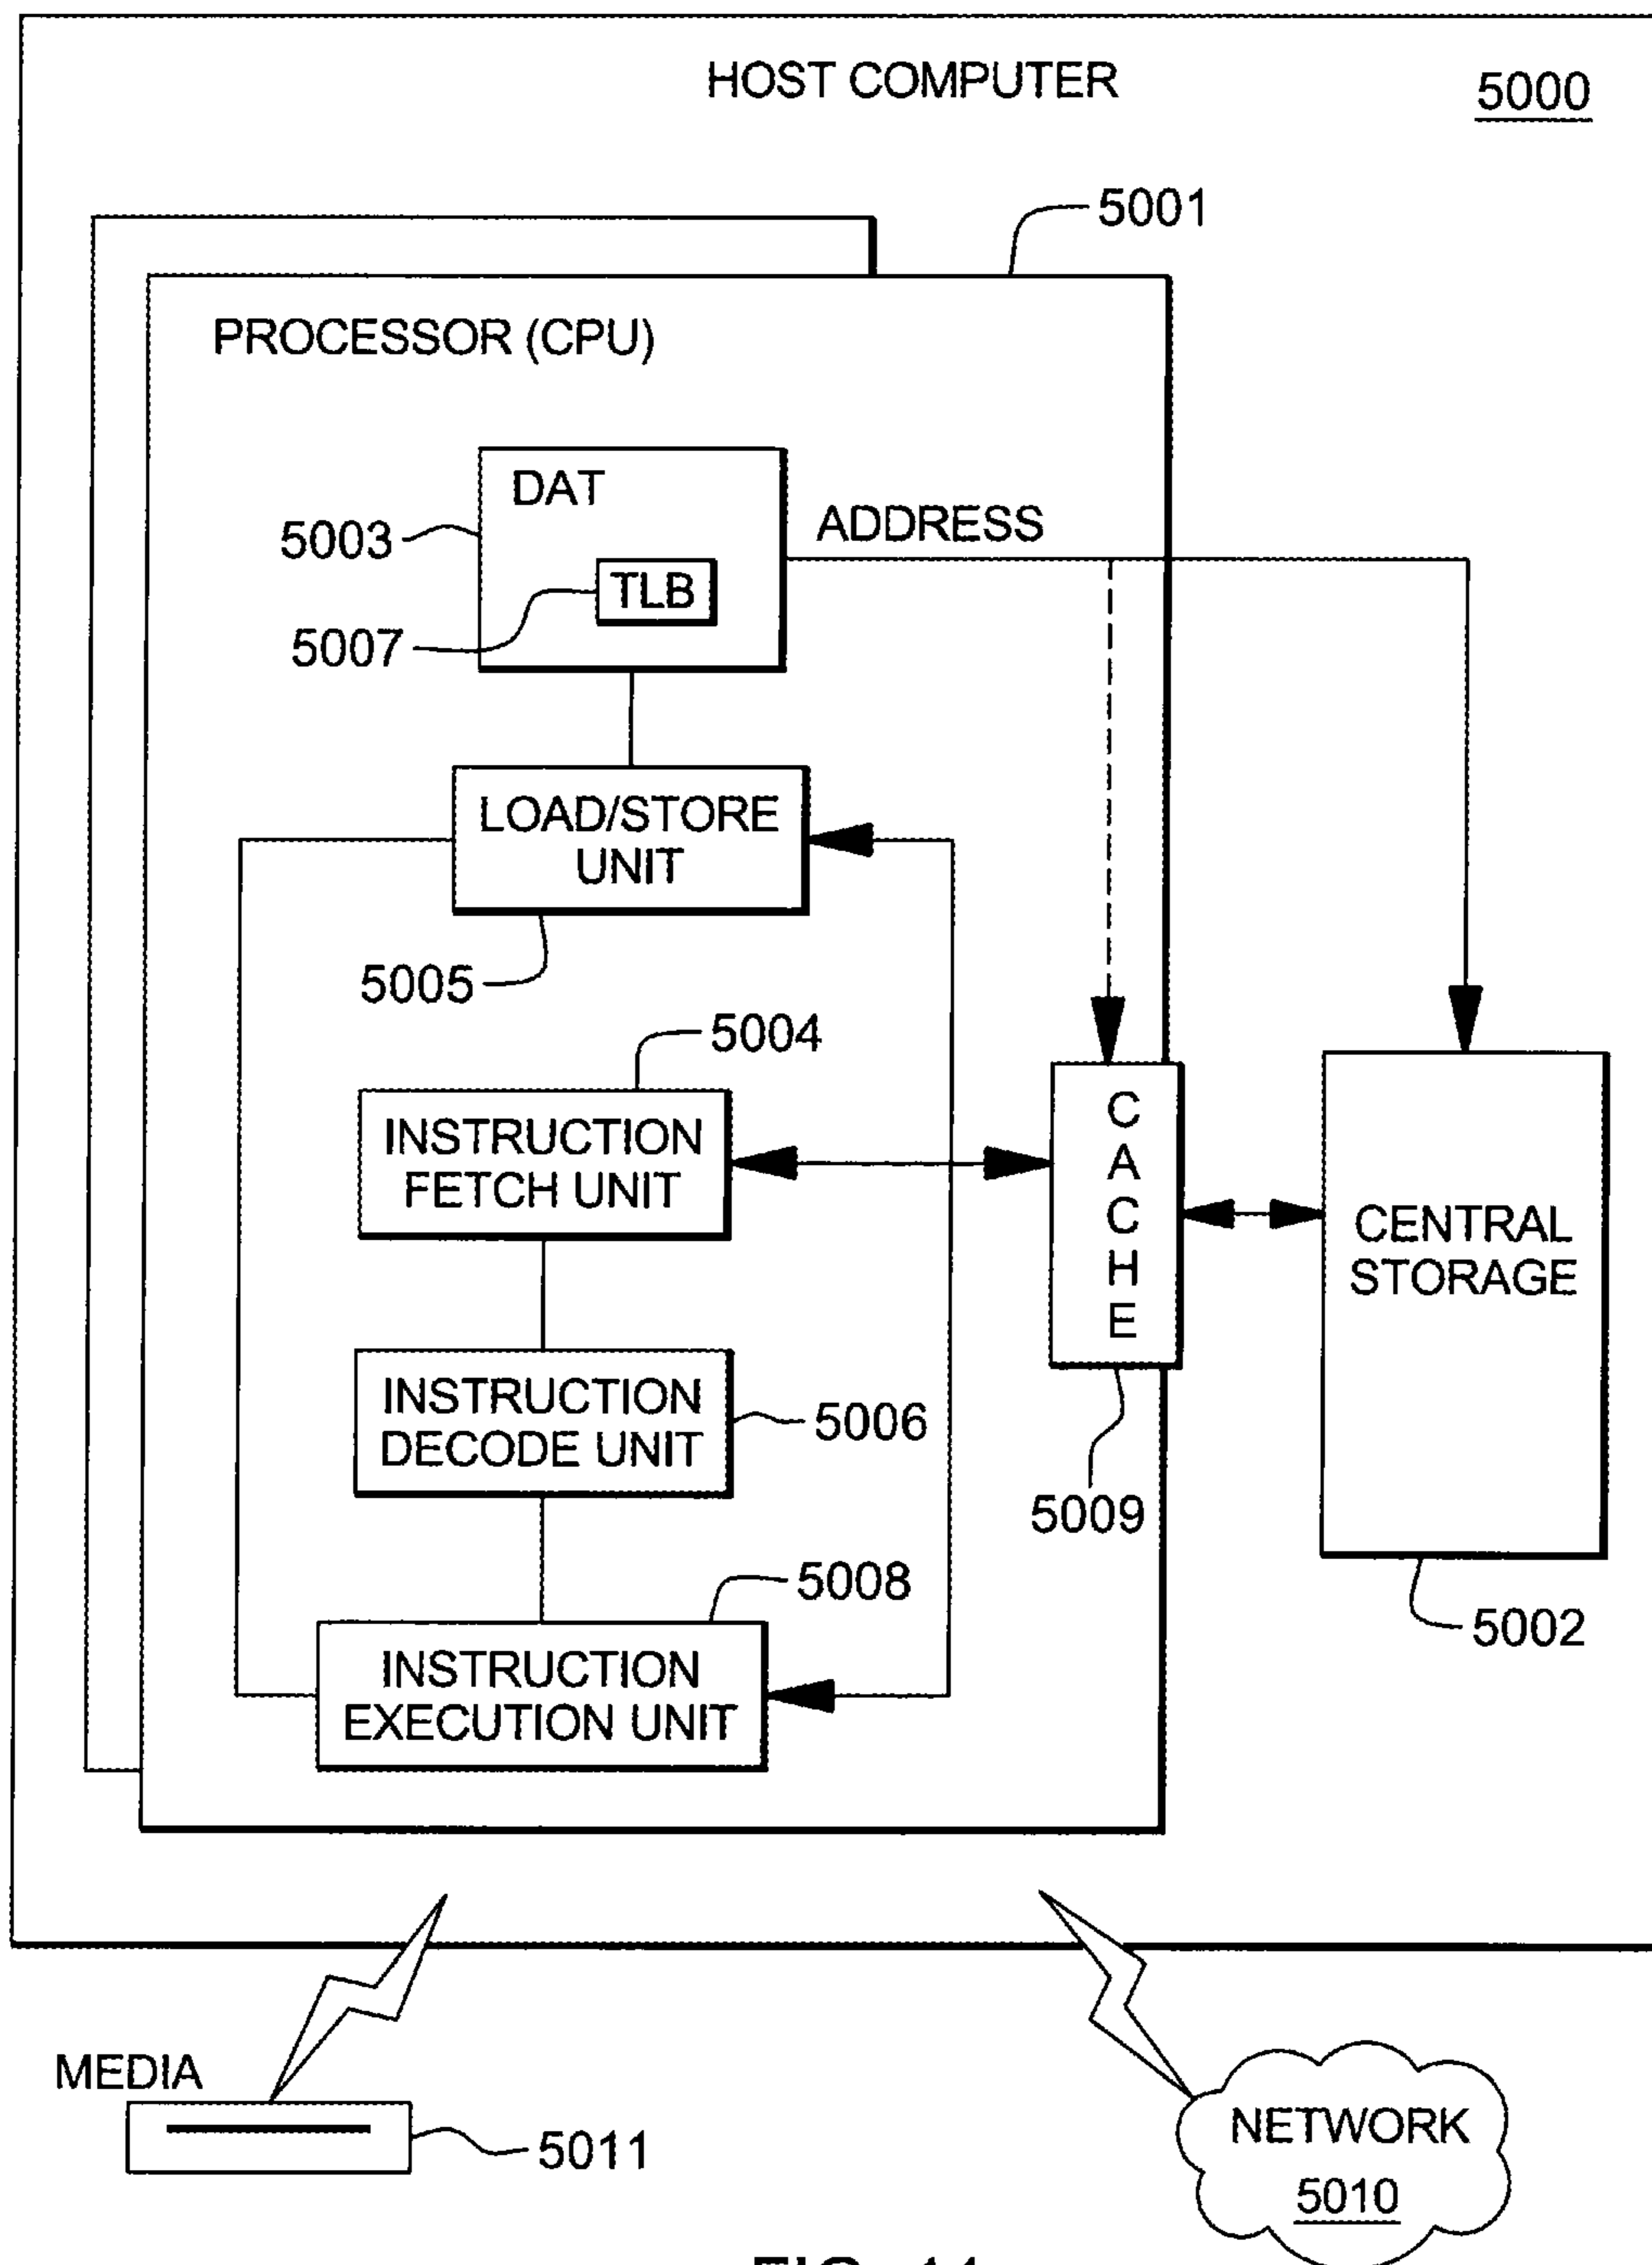 HOST COMPUTER
5000
5001
PROCESSOR (CPU)
DAT
5003
ADDRESS
TLB
5007
LOAD/STORE
UNIT
5005
5004
INSTRUCTION
FETCH UNIT
CACHE
CENTRAL
STORAGE
INSTRUCTION
DECODE UNIT
5006
5009
5008
5002
INSTRUCTION
EXECUTION UNIT
MEDIA
5011
NETWORK
5010